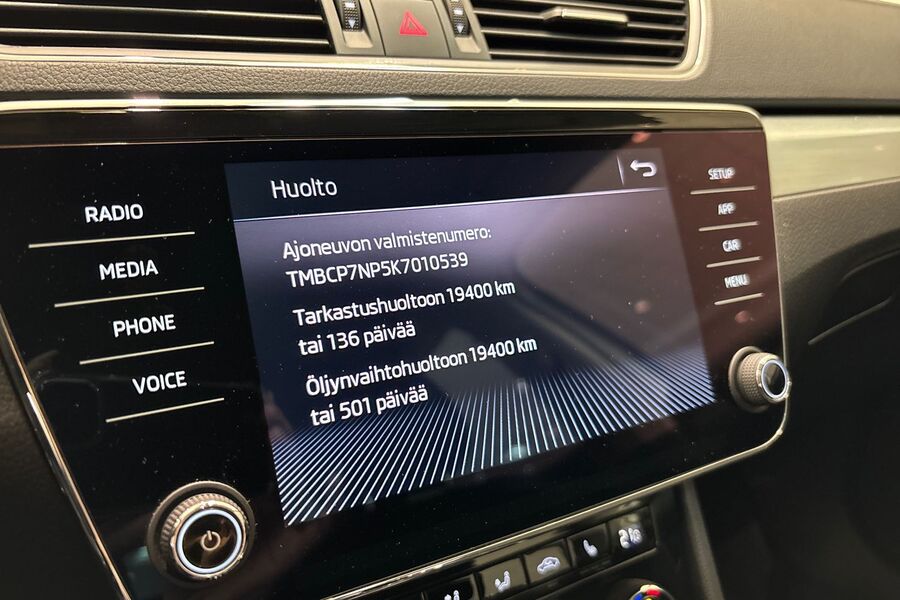 RADIO
MEDIA
PHONE
VOICE
Huolto
Ajoneuvon valmistenumero:
TMBCP7NP5K7010539
Tarkastushuoltoon 19400 km
tai 136 päivää
Öljynvaihtohuoltoon 19400 km
tai 501 päivää
SETUP
APP
CAR
MENU